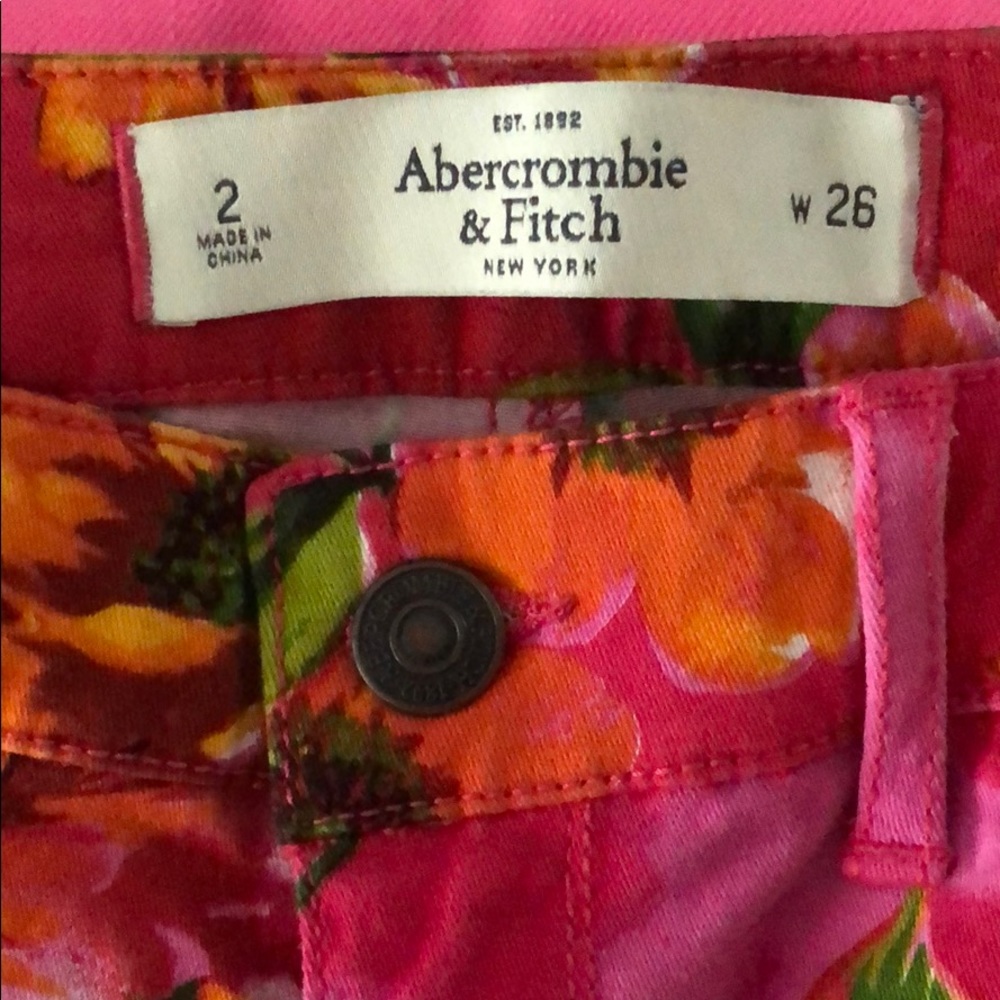 EST. 1892
Abercrombie
& Fitch
NEW YORK
2
MADE IN
CHINA
W 26